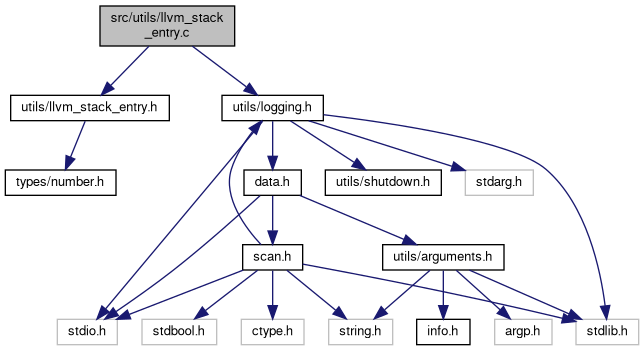 src/utils/llvm_stack
_entry.c
utils/llvm_stack_entry.h
utils/logging.h
types/number.h
data.h
utils/shutdown.h
stdarg.h
scan.h
utils/arguments.h
stdio.h
stdbool.h
ctype.h
string.h
info.h
argp.h
stdlib.h